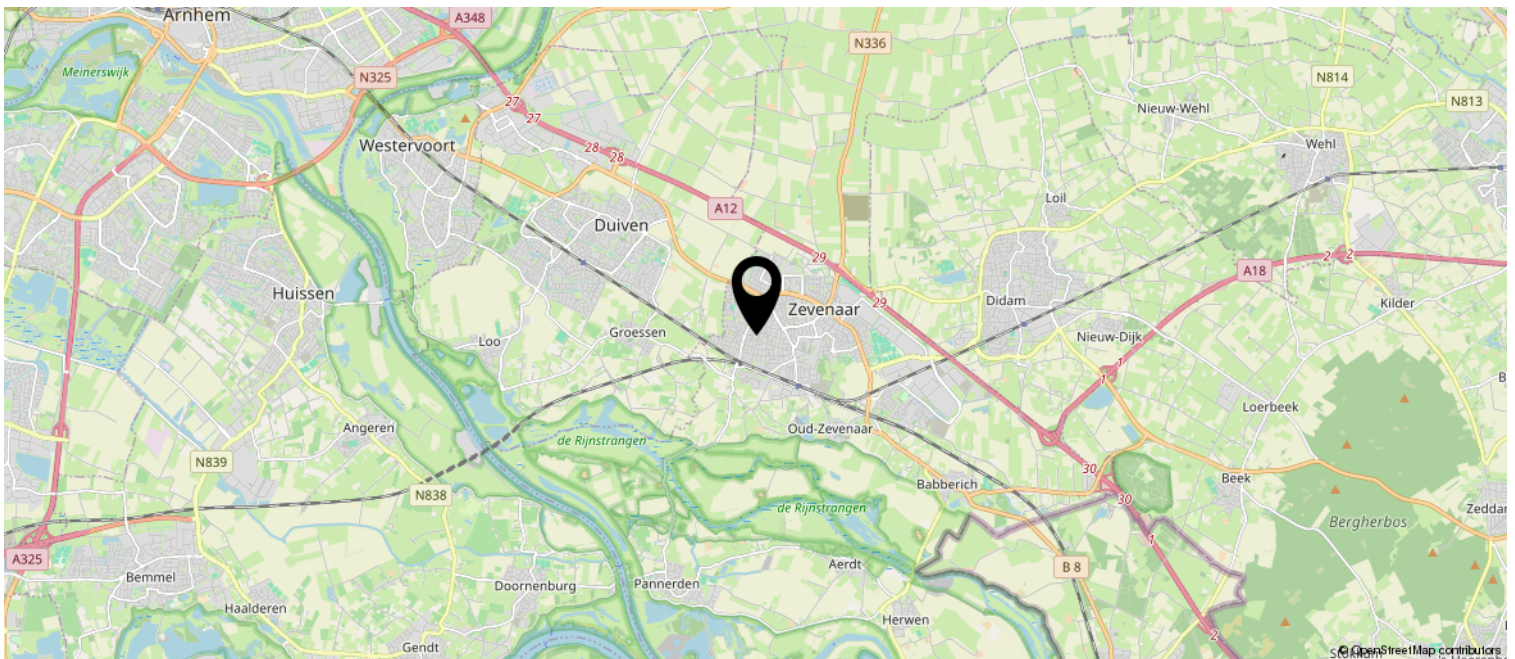 Arnhem
A348
N336
Meinerswijk
N325
N814
N813
27
27
Nieuw-Wehl
Westervoort
28
28
Wehl
Loil
A12
Duiven
29
2
2
A18
Huissen
29
Didam
Kilder
Zevenaar
Groessen
Loo
Nieuw-Dijk
1
1
Loerbeek
Angeren
de Rijnstrangen
Oud-Zevenaar
N839
30
Beek
Babberich
N838
30
de Rijnstrangen
Zeddam
Bergherbos
1
A325
Aerdt
B 8
Bemmel
Doornenburg
Pannerden
Haalderen
Herwen
2
Gendt
© OpenStreetMap contributors